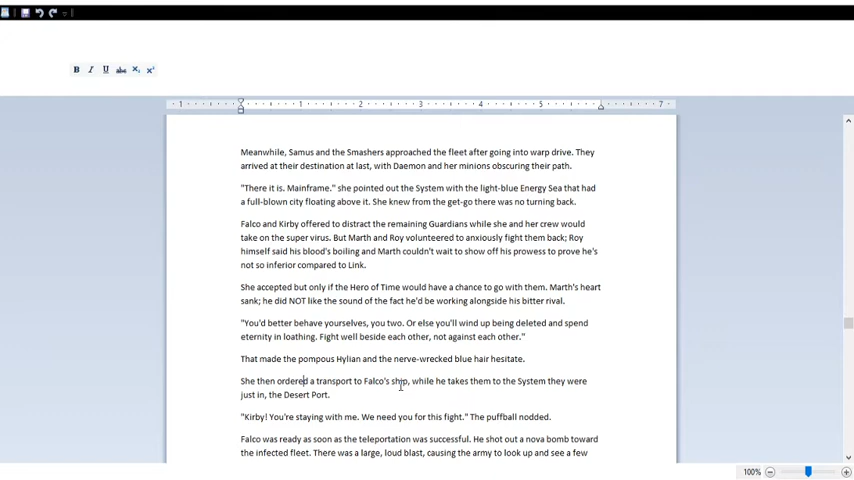 B I U abc X₁ X²
1 1 2 3 4 5 7
Meanwhile, Samus and the Smashers approached the fleet after going into warp drive. They
arrived at their destination at last, with Daemon and her minions obscuring their path.
"There it is. Mainframe." she pointed out the System with the light-blue Energy Sea that had
a full-blown city floating above it. She knew from the get-go there was no turning back.
Falco and Kirby offered to distract the remaining Guardians while she and her crew would
take on the super virus. But Marth and Roy volunteered to anxiously fight them back; Roy
himself said his blood's boiling and Marth couldn't wait to show off his prowess to prove he's
not so inferior compared to Link.
She accepted but only if the Hero of Time would have a chance to go with them. Marth's heart
sank; he did NOT like the sound of the fact he'd be working alongside his bitter rival.
"You'd better behave yourselves, you two. Or else you'll wind up being deleted and spend
eternity in loathing. Fight well beside each other, not against each other."
That made the pompous Hylian and the nerve-wrecked blue hair hesitate.
She then ordered a transport to Falco's ship, while he takes them to the System they were
just in, the Desert Port.
"Kirby! You're staying with me. We need you for this fight." The puffball nodded.
Falco was ready as soon as the teleportation was successful. He shot out a nova bomb toward
the infected fleet. There was a large, loud blast, causing the army to look up and see a few
100%